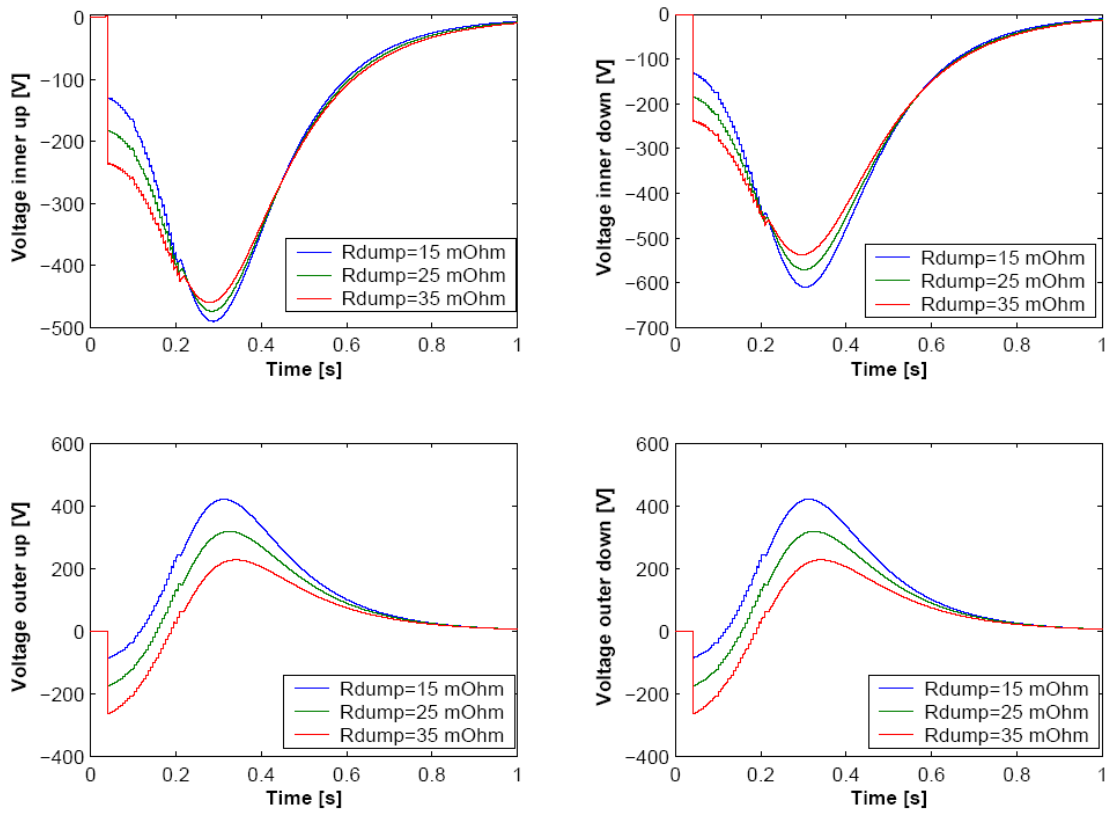 0
−100
−200
−300
−400
−500
Voltage inner up [V]
Rdump=15 mOhm
Rdump=25 mOhm
Rdump=35 mOhm
0 0.2 0.4 0.6 0.8 1
Time [s]
0
−100
−200
−300
−400
−500
−600
−700
Voltage inner down [V]
Rdump=15 mOhm
Rdump=25 mOhm
Rdump=35 mOhm
0 0.2 0.4 0.6 0.8 1
Time [s]
600
400
200
0
−200
−400
Voltage outer up [V]
Rdump=15 mOhm
Rdump=25 mOhm
Rdump=35 mOhm
0 0.2 0.4 0.6 0.8 1
Time [s]
600
400
200
0
−200
−400
Voltage outer down [V]
Rdump=15 mOhm
Rdump=25 mOhm
Rdump=35 mOhm
0 0.2 0.4 0.6 0.8 1
Time [s]